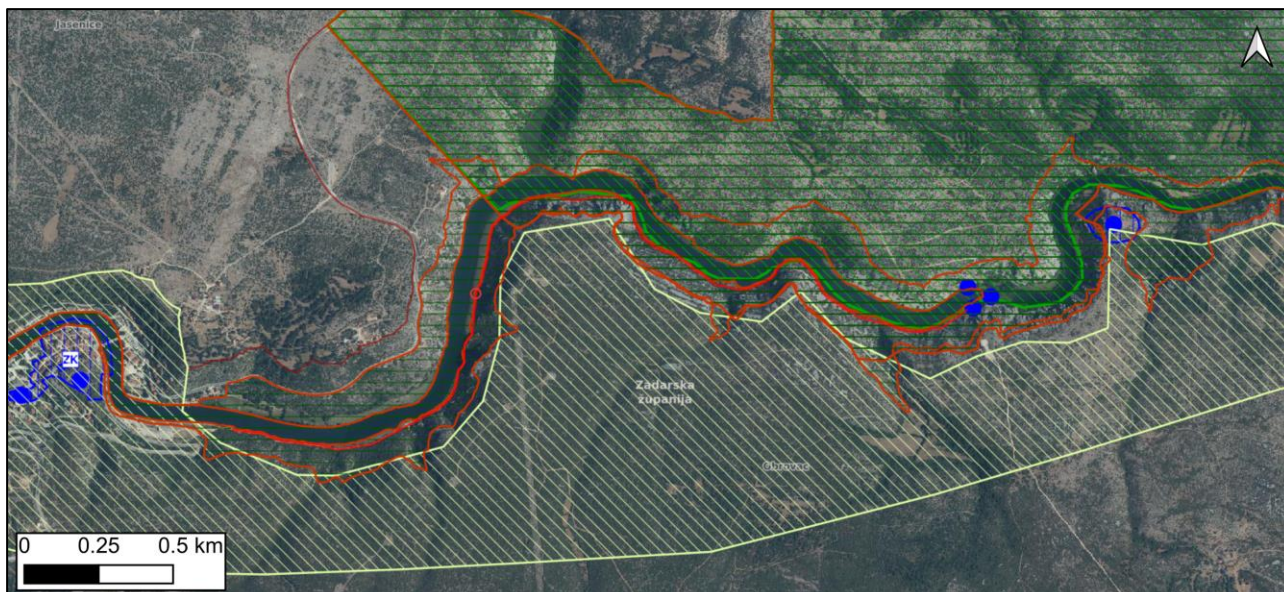 Jasenice
ZK
Zadarska
županija
Obrovac
0 0.25 0.5 km